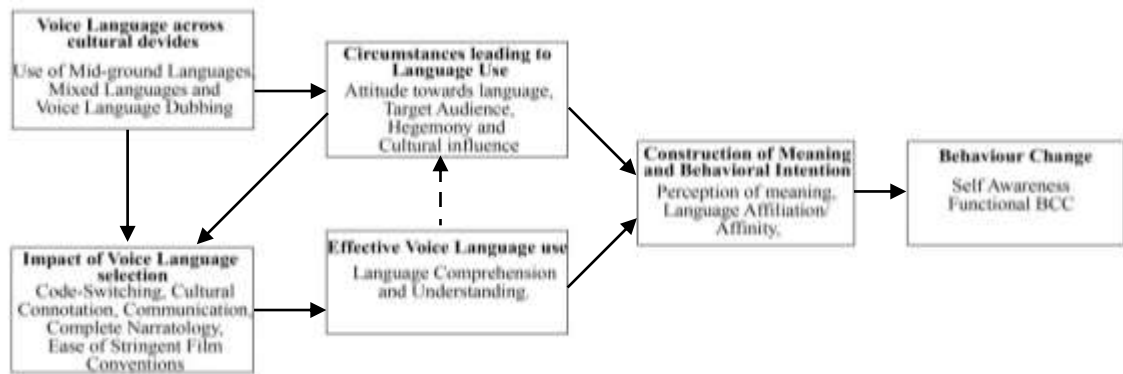 Voice Language across
cultural devides
Use of Mid-ground Languages,
Mixed Languages and
Voice Language Dubbing
Circumstances leading to
Language Use
Attitude towards language,
Target Audience,
Hegemony and
Cultural influence
Construction of Meaning
and Behavioral Intention
Perception of meaning,
Language Affiliation/
Affinity,
Behaviour Change
Self Awareness
Functional BCC
Impact of Voice Language
selection
Code-Switching, Cultural
Connotation, Communication,
Complete Narratology,
Ease of Stringent Film
Conventions
Effective Voice Language use
Language Comprehension
and Understanding,